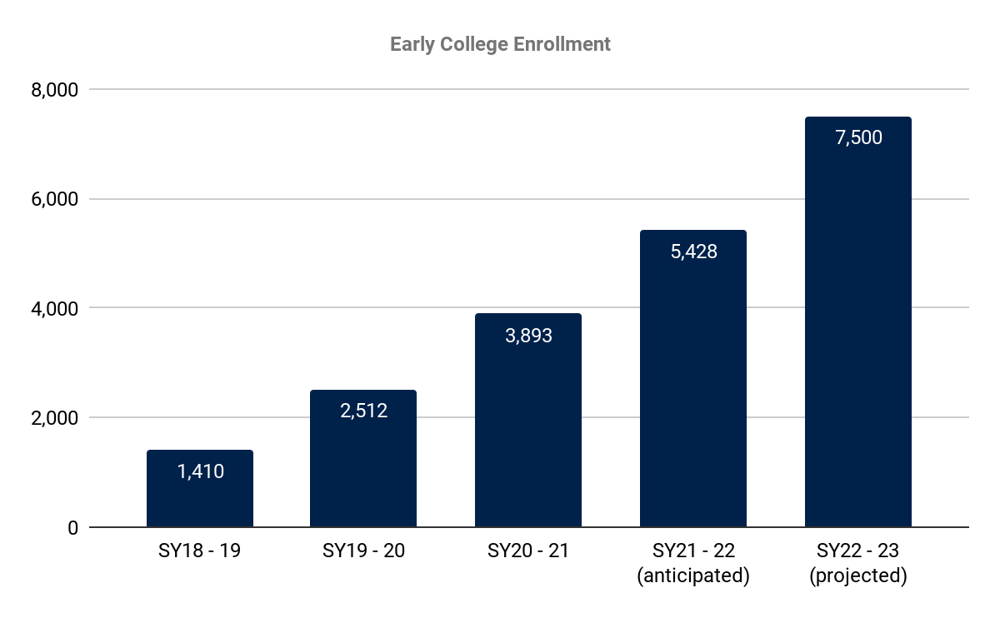 Early College Enrollment
8,000
6,000
4,000
2,000
0
1,410
2,512
3,893
5,428
7,500
SY18 - 19
SY19 - 20
SY20 - 21
SY21 - 22
(anticipated)
SY22 - 23
(projected)